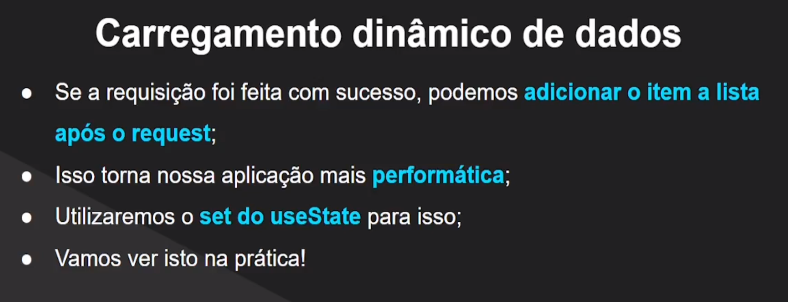 Carregamento dinâmico de dados
● Se a requisição foi feita com sucesso, podemos adicionar o item a lista
após o request;
● Isso torna nossa aplicação mais performática;
● Utilizaremos o set do useState para isso;
● Vamos ver isto na prática!